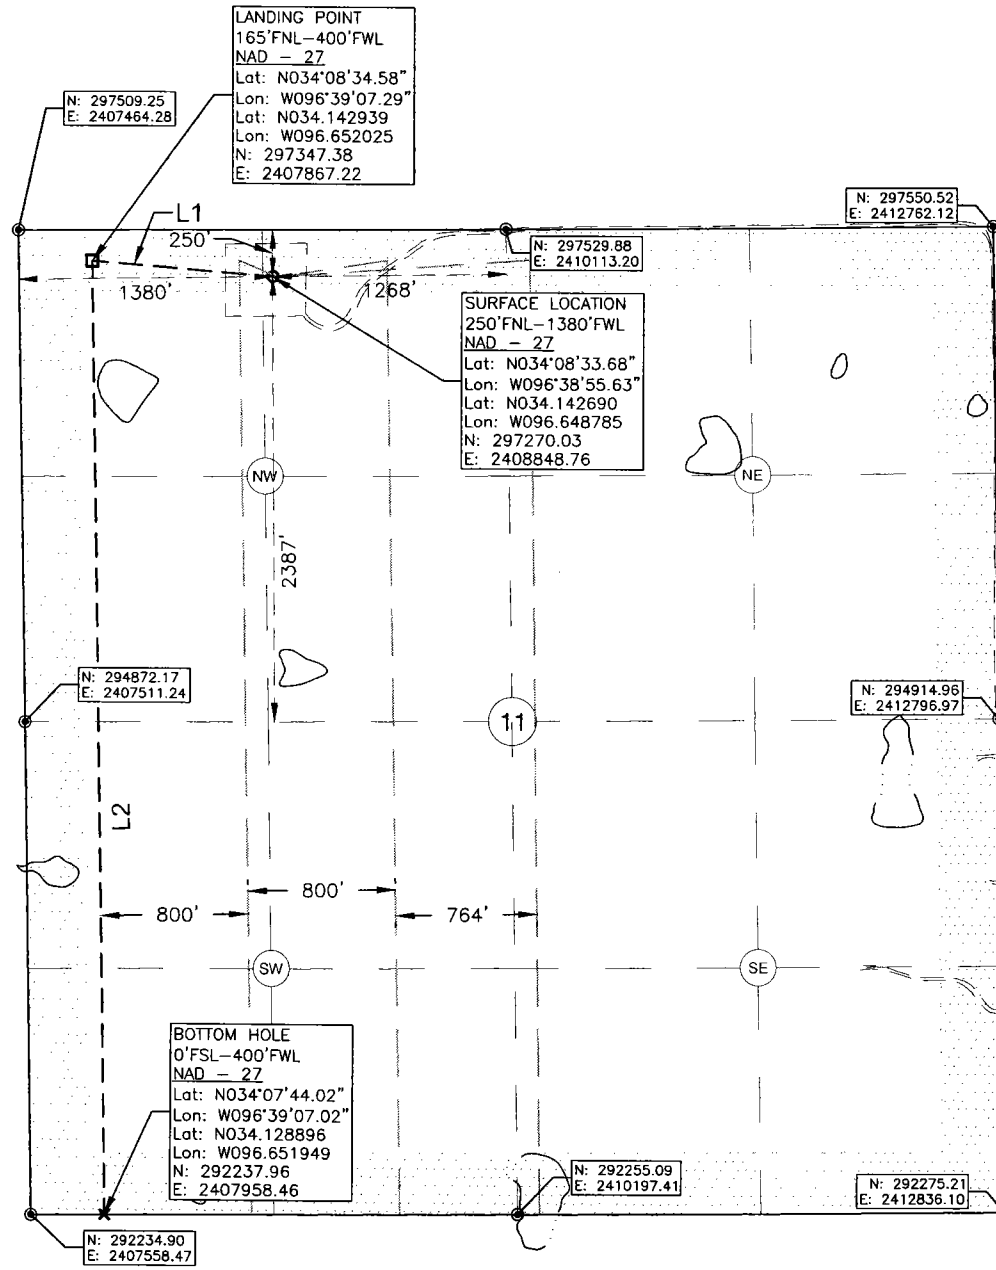 LANDING POINT
165'FNL-400'FWL
NAD - 27
Lat: N034°08'34.58"
Lon: W096°39'07.29"
Lat: N034.142939
Lon: W096.652025
N: 297347.38
E: 2407867.22
N: 297509.25
E: 2407464.28
N: 297550.52
E: 2412762.12
L1
250'
N: 297529.88
E: 2410113.20
1380'
1268'
SURFACE LOCATION
250'FNL-1380'FWL
NAD - 27
Lat: N034°08'33.68"
Lon: W096°38'55.63"
Lat: N034.142690
Lon: W096.648785
N: 297270.03
E: 2408848.76
NW
NE
2387'
N: 294872.17
E: 2407511.24
N: 294914.96
E: 2412796.97
11
L2
800'
800'
764'
SW
SE
BOTTOM HOLE
0'FSL-400'FWL
NAD - 27
Lat: N034°07'44.02"
Lon: W096°39'07.02"
Lat: N034.128896
Lon: W096.651949
N: 292237.96
E: 2407958.46
N: 292255.09
E: 2410197.41
N: 292275.21
E: 2412836.10
N: 292234.90
E: 2407558.47